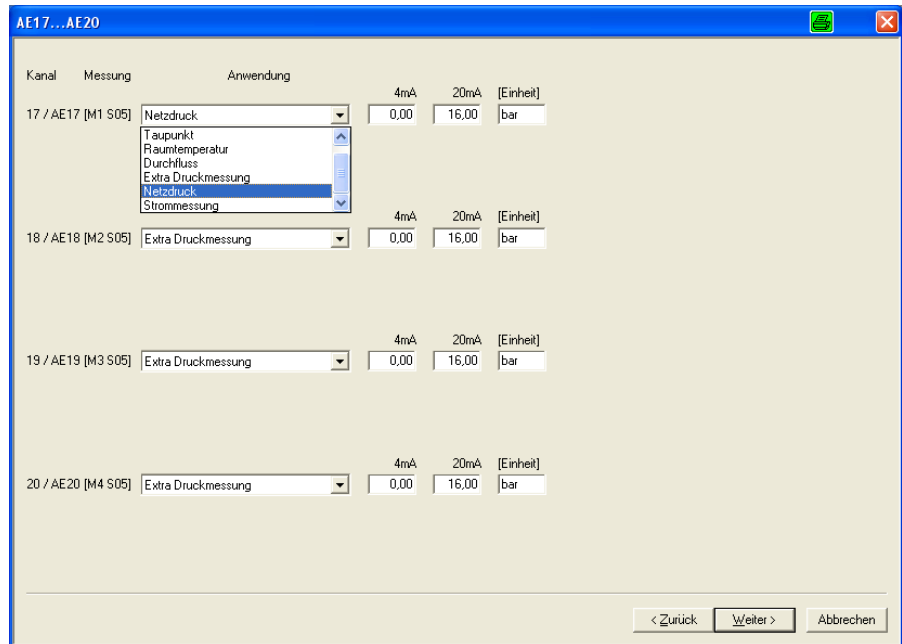 AE17...AE20
Kanal Messung Anwendung
4mA 20mA [Einheit]
17 / AE17 [M1 S05] Netzdruck 0,00 16,00 bar
Taupunkt
Raumtemperatur
Durchfluss
Extra Druckmessung
Netzdruck
Strommessung
4mA 20mA [Einheit]
18 / AE18 [M2 S05] Extra Druckmessung 0,00 16,00 bar
4mA 20mA [Einheit]
19 / AE19 [M3 S05] Extra Druckmessung 0,00 16,00 bar
4mA 20mA [Einheit]
20 / AE20 [M4 S05] Extra Druckmessung 0,00 16,00 bar
< Zurück Weiter > Abbrechen